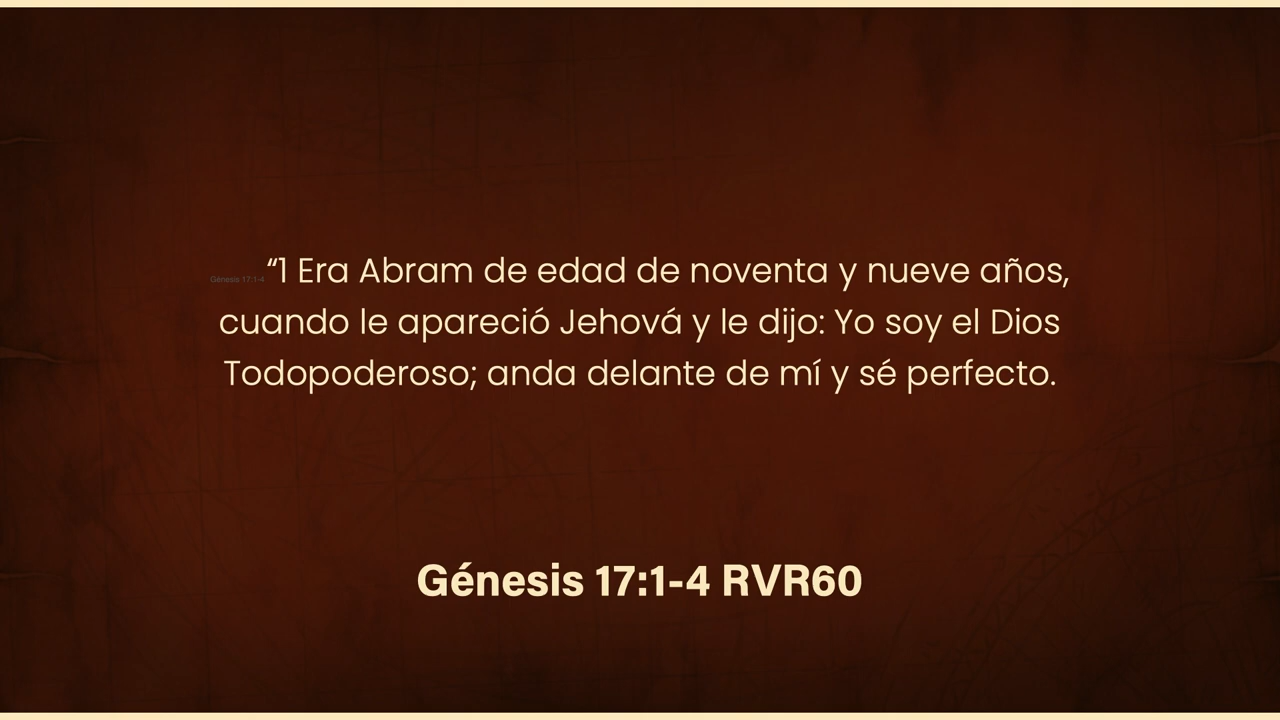 Génesis 17:1-4 “1 Era Abram de edad de noventa y nueve años,
cuando le apareció Jehová y le dijo: Yo soy el Dios
Todopoderoso; anda delante de mí y sé perfecto.
Génesis 17:1-4 RVR60